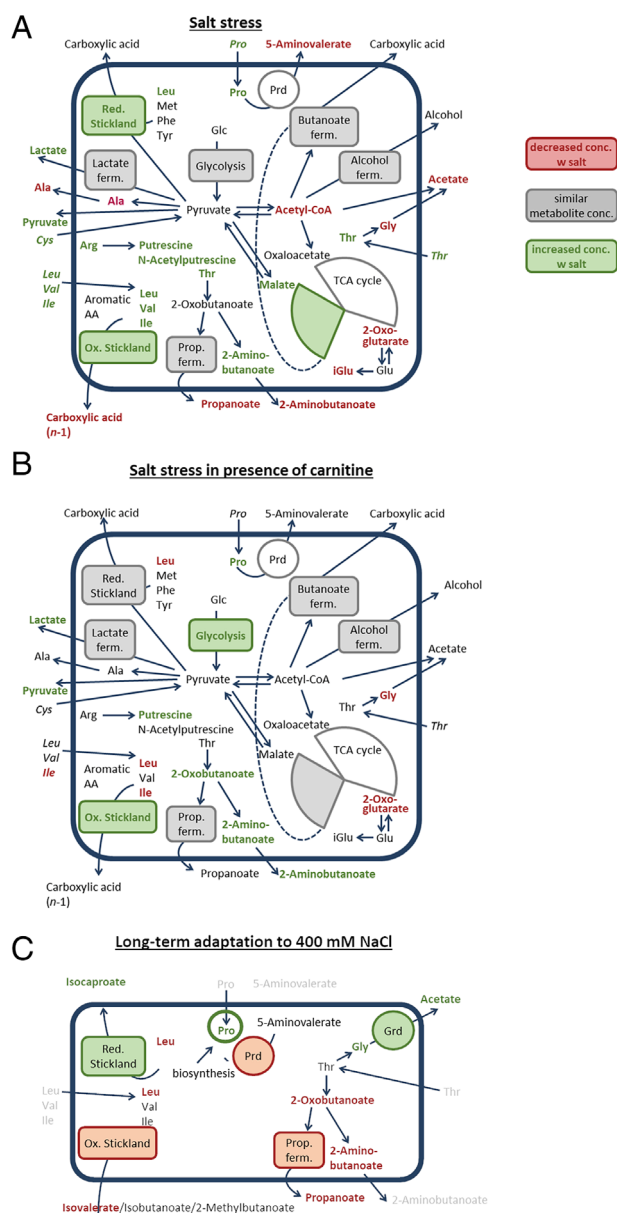 A
Salt stress
Carboxylic acid
Pro
5-Aminovalerate
Carboxylic acid
Prd
Pro
Leu
Met
Phe
Tyr
Red.
Stickland
Butanoate
ferm.
Alcohol
Glc
Lactate
Lactate
ferm.
Glycolysis
Alcohol
ferm.
Ala
Ala
Acetate
Pyruvate
Acetyl-CoA
Gly
Pyruvate
Cys
Arg
Putrescine
N-Acetylputrescine
Thr
Oxaloacetate
Thr
Thr
Leu
Val
Ile
Malate
TCA cycle
Aromatic
AA
Leu
Val
Ile
2-Oxobutanoate
Ox. Stickland
Prop.
ferm.
2-Amino-
butanoate
2-Oxo-
glutarate
iGlu
Glu
Propanoate
2-Aminobutanoate
Carboxylic acid
(n-1)
decreased conc.
w salt
similar
metabolite conc.
increased conc.
w salt
B
Salt stress in presence of carnitine
Carboxylic acid
Pro
5-Aminovalerate
Carboxylic acid
Prd
Pro
Leu
Met
Phe
Tyr
Red.
Stickland
Butanoate
ferm.
Alcohol
Glc
Lactate
Lactate
ferm.
Glycolysis
Alcohol
ferm.
Ala
Ala
Acetate
Pyruvate
Acetyl-CoA
Gly
Pyruvate
Cys
Arg
Putrescine
N-Acetylputrescine
Thr
Oxaloacetate
Thr
Thr
Leu
Val
Ile
Malate
TCA cycle
Aromatic
AA
Leu
Val
Ile
2-Oxobutanoate
Ox. Stickland
Prop.
ferm.
2-Amino-
butanoate
2-Oxo-
glutarate
iGlu
Glu
Propanoate
2-Aminobutanoate
Carboxylic acid
(n-1)
C
Long-term adaptation to 400 mM NaCl
Isocaproate
Pro
5-Aminovalerate
Acetate
Pro
5-Aminovalerate
Grd
Leu
Red.
Stickland
Prd
Gly
biosynthesis
Thr
Thr
Leu
Val
Ile
Leu
Val
Ile
2-Oxobutanoate
Ox. Stickland
Prop.
ferm.
2-Amino-
butanoate
Isovalerate/Isobutanoate/2-Methylbutanoate
Propanoate
2-Aminobutanoate